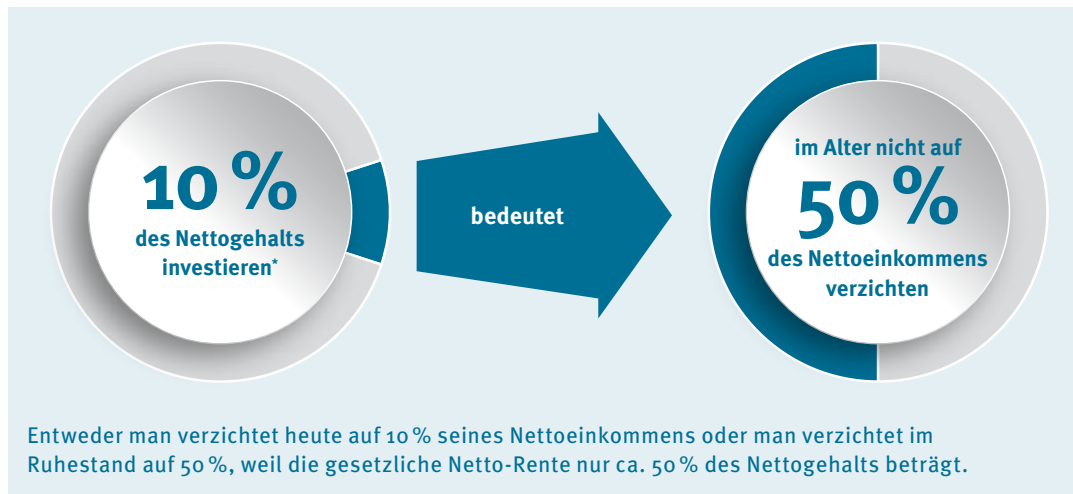 10 %
des Nettogehalts
investieren*
bedeutet
im Alter nicht auf
50 %
des Nettoeinkommens
verzichten
Entweder man verzichtet heute auf 10 % seines Nettoeinkommens oder man verzichtet im
Ruhestand auf 50 %, weil die gesetzliche Netto-Rente nur ca. 50 % des Nettogehalts beträgt.